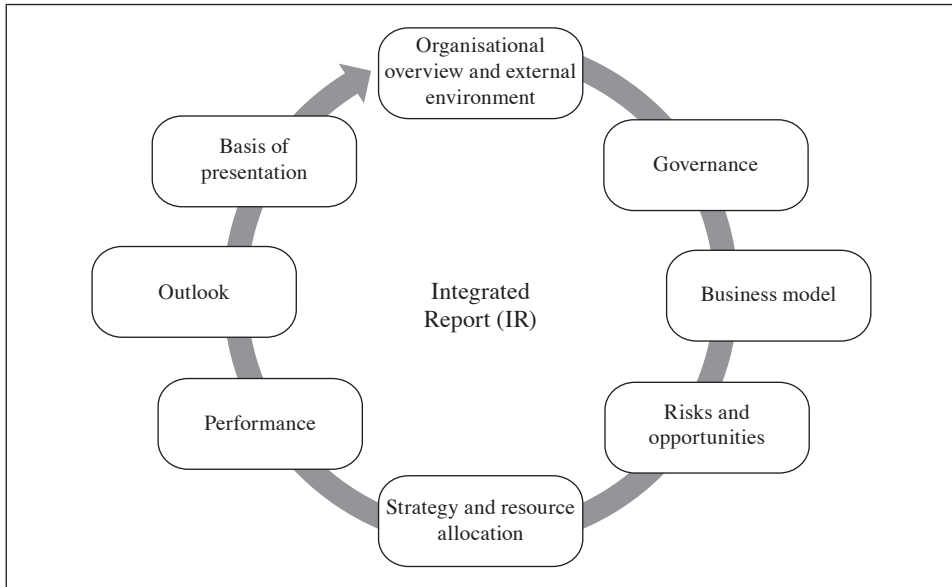 Organisational
overview and external
environment
Governance
Business model
Risks and
opportunities
Strategy and resource
allocation
Performance
Outlook
Basis of
presentation
Integrated
Report (IR)